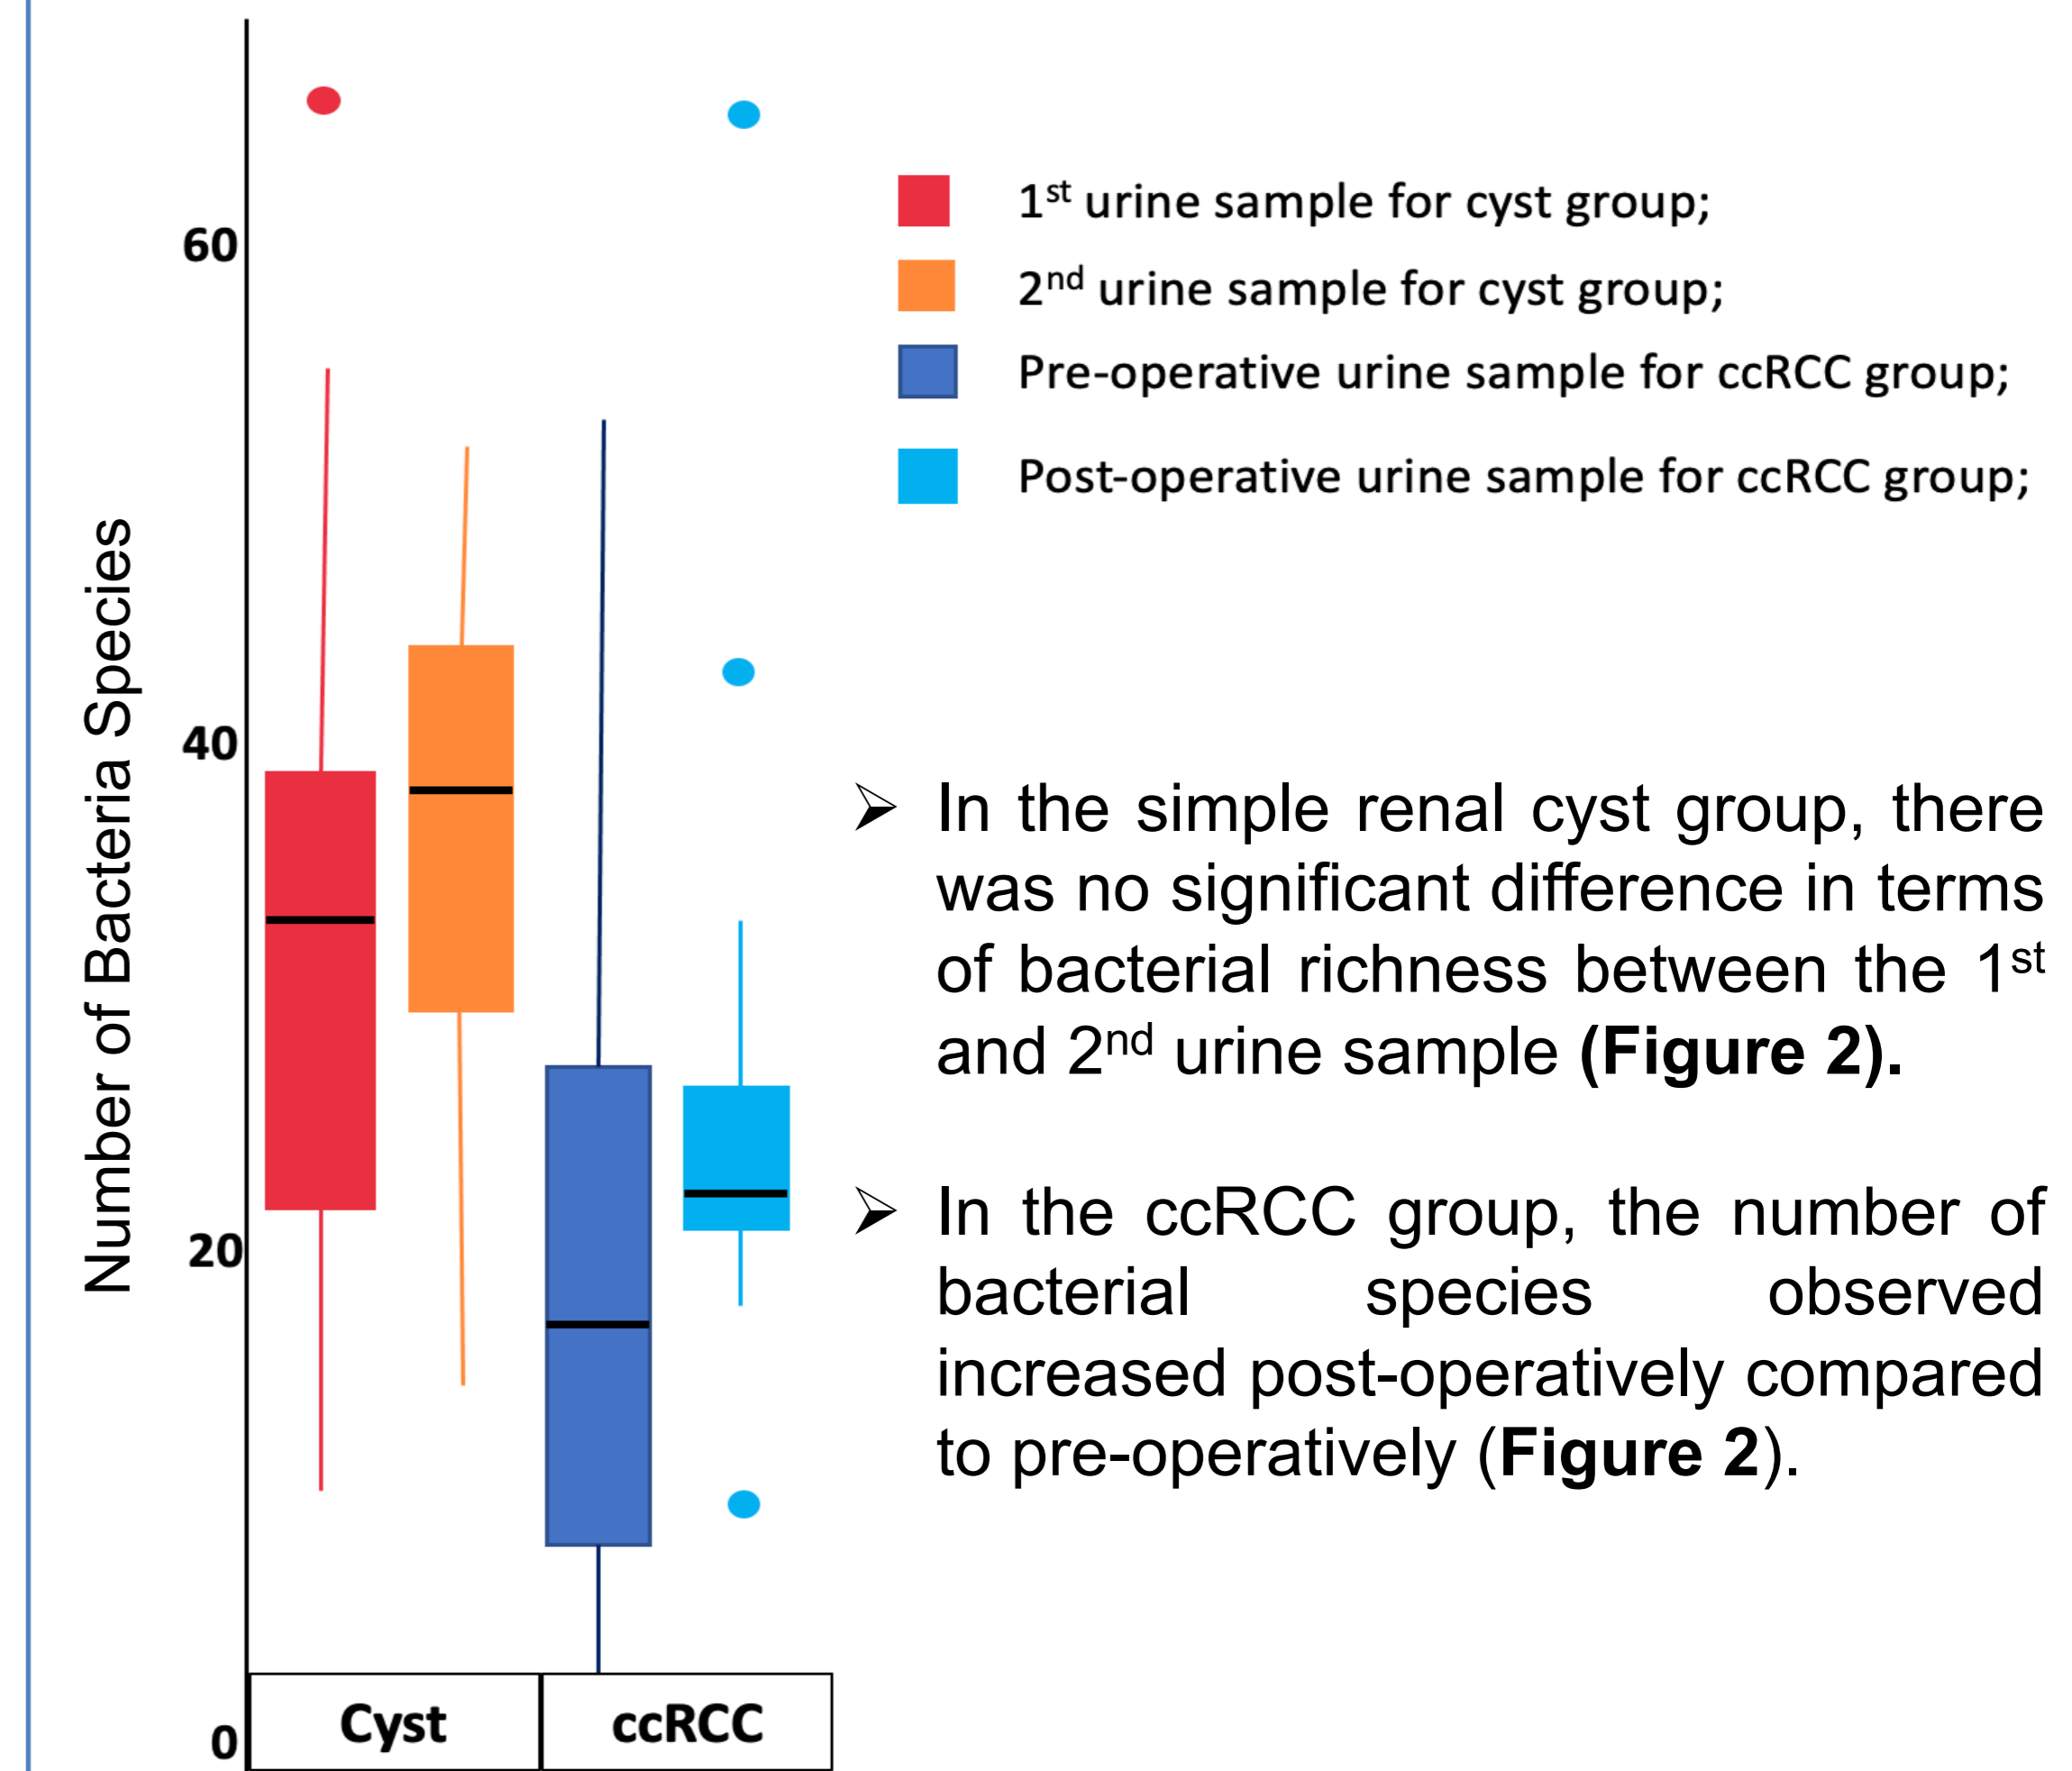 Number of Bacteria Species
60
40
20
0
Cyst
ccRCC
1st urine sample for cyst group;
2nd urine sample for cyst group;
Pre-operative urine sample for ccRCC group;
Post-operative urine sample for ccRCC group;
➢ In the simple renal cyst group, there
was no significant difference in terms
of bacterial richness between the 1st
and 2nd urine sample (Figure 2).
➢ In the ccRCC group, the number of
bacterial species observed
increased post-operatively compared
to pre-operatively (Figure 2).